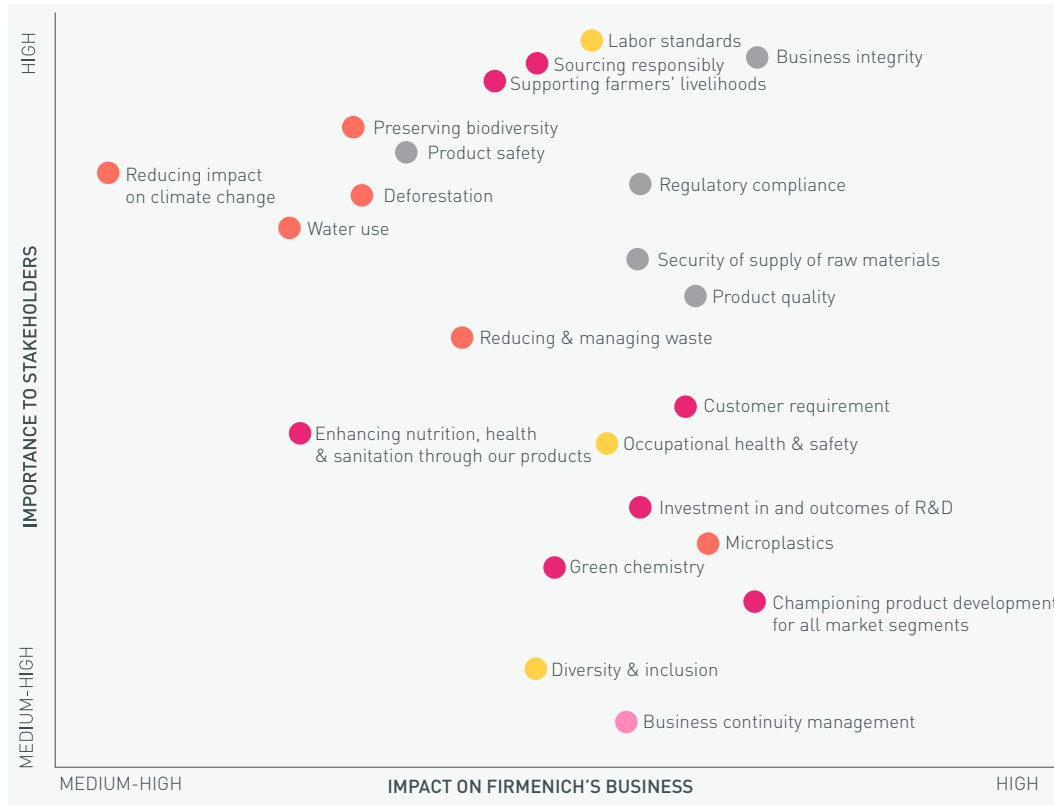 HIGH
Labor standards
Business integrity
Sourcing responsibly
Supporting farmers' livelihoods
Preserving biodiversity
Product safety
Reducing impact
on climate change
Regulatory compliance
Deforestation
Water use
IMPORTANCE TO STAKEHOLDERS
Security of supply of raw materials
Product quality
Reducing & managing waste
Customer requirement
Enhancing nutrition, health
& sanitation through our products
Occupational health & safety
Investment in and outcomes of R&D
Microplastics
Green chemistry
Championing product development
for all market segments
Diversity & inclusion
MEDIUM-HIGH
Business continuity management
MEDIUM-HIGH
IMPACT ON FIRMENICH'S BUSINESS
HIGH